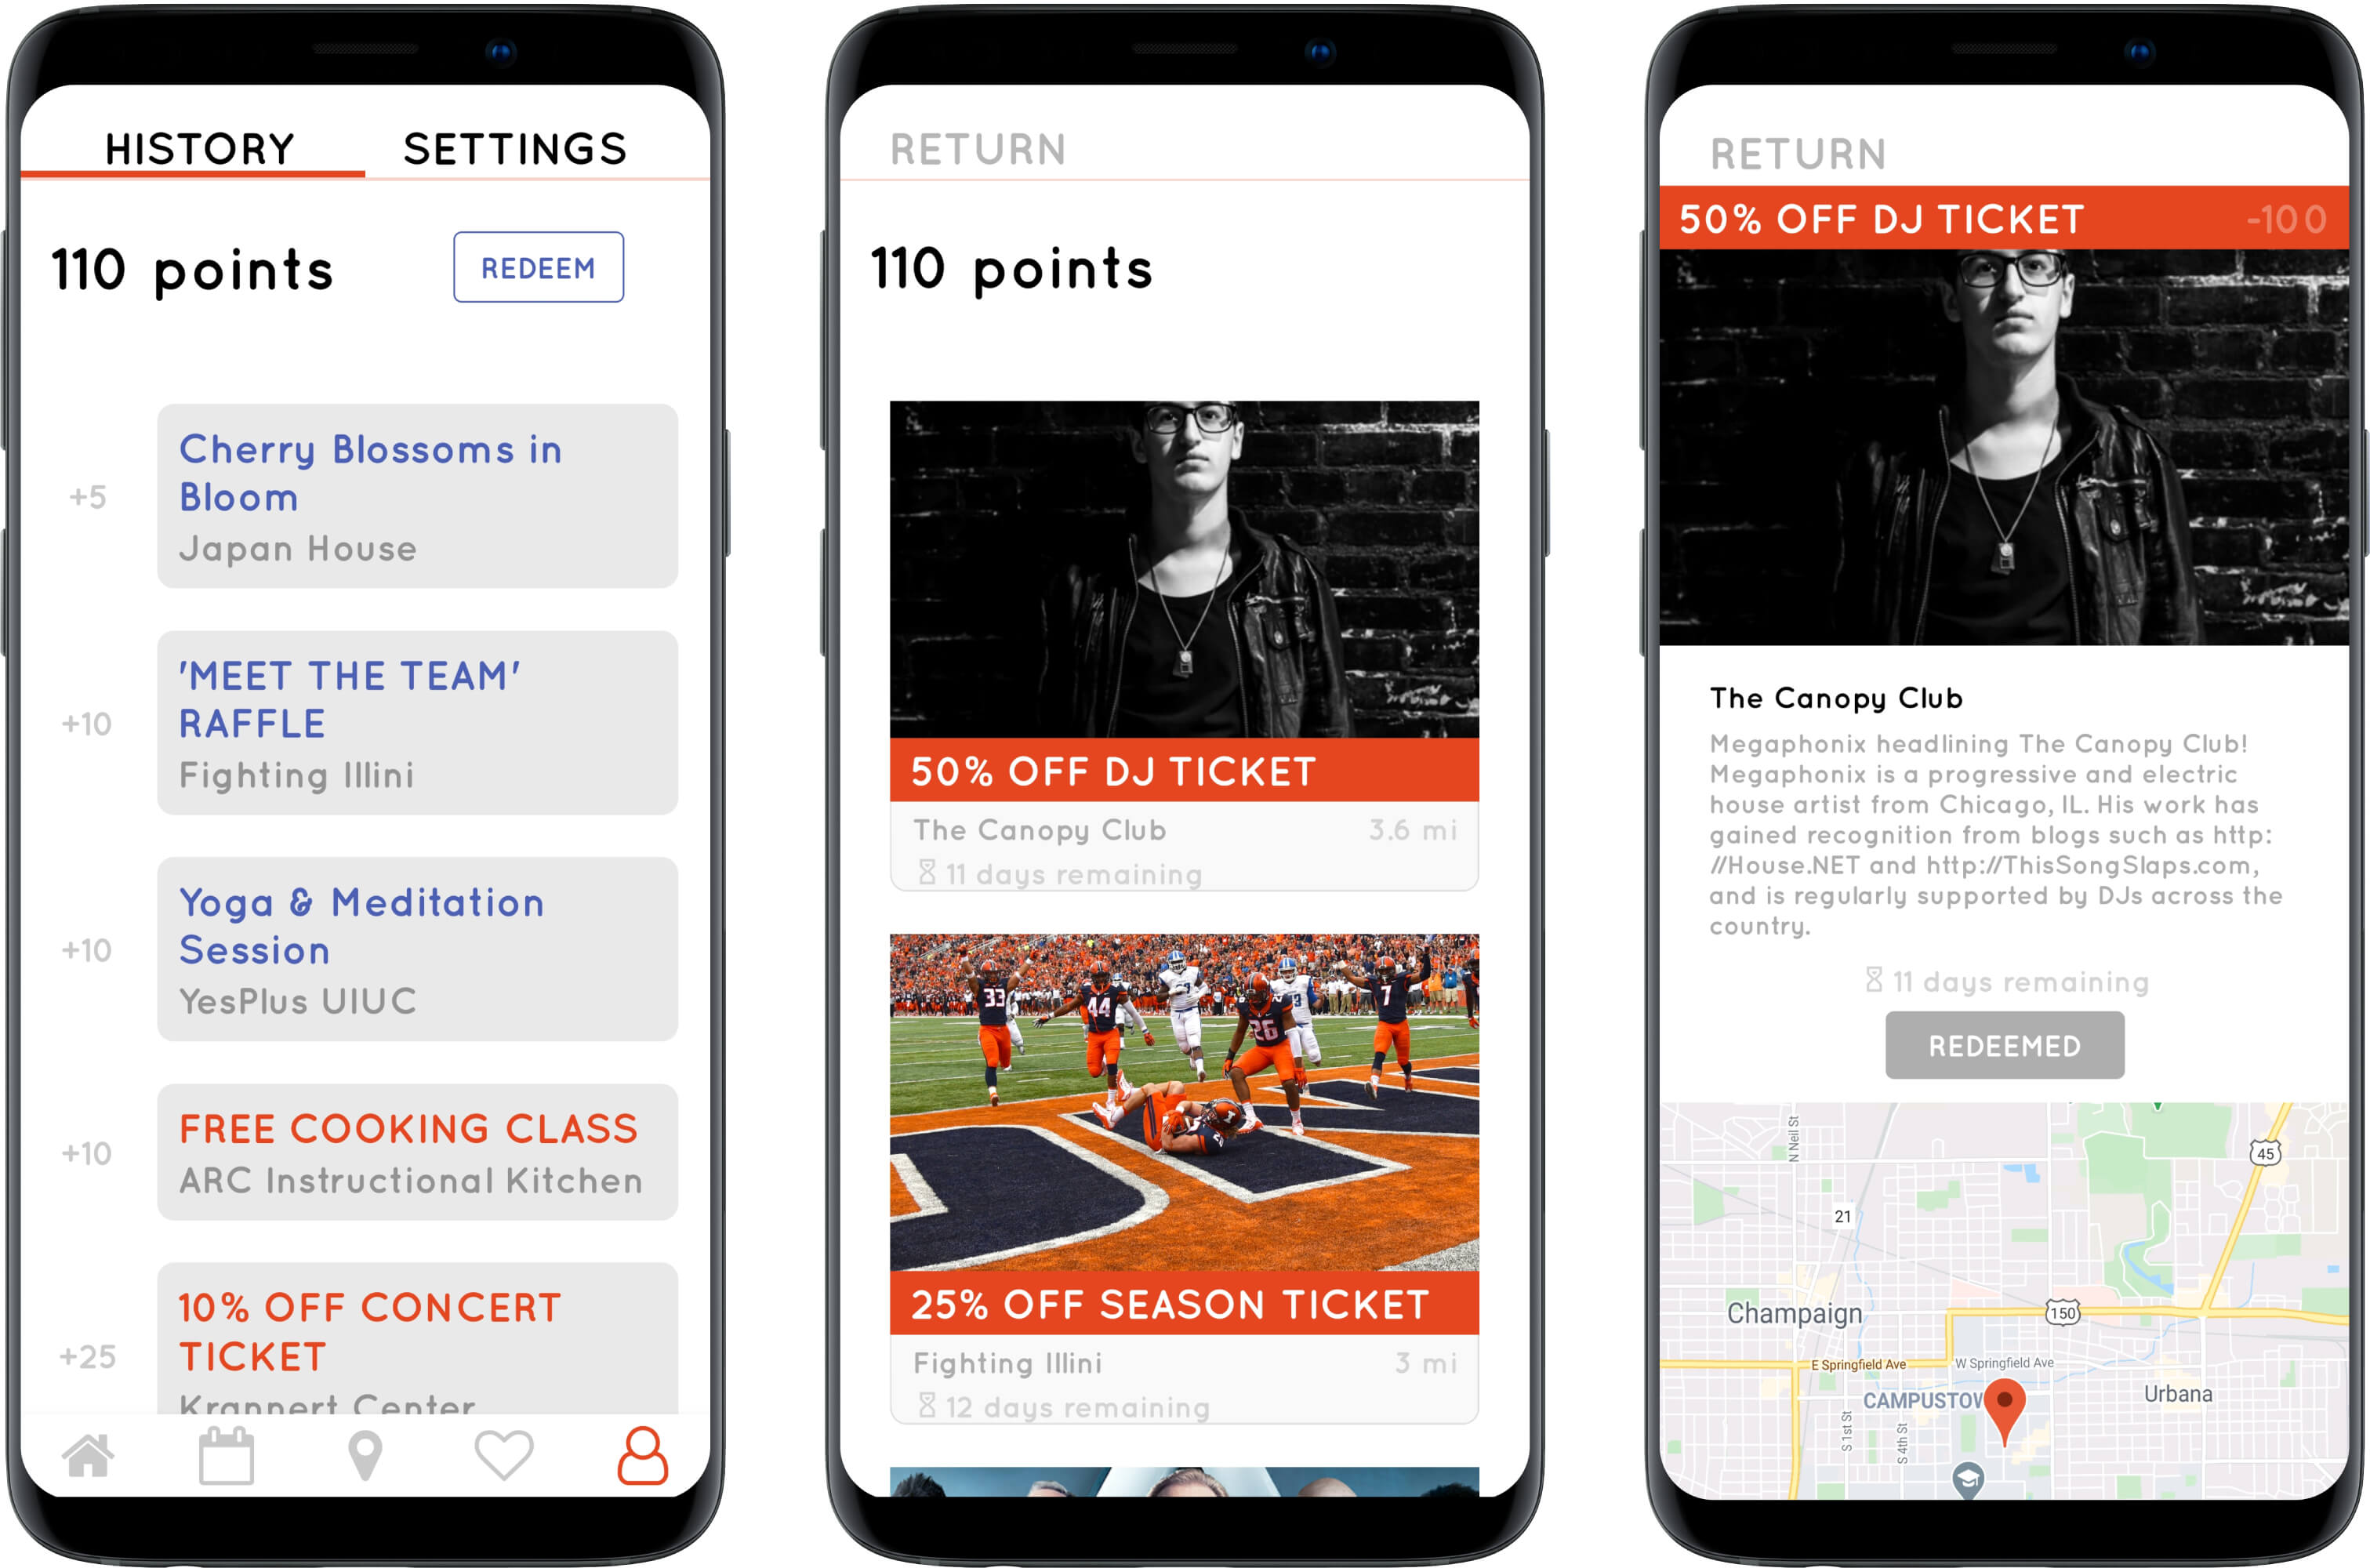 HISTORY SETTINGS
110 points REDEEM
+5
Cherry Blossoms in
Bloom
Japan House
+10
'MEET THE TEAM'
RAFFLE
Fighting Illini
+10
Yoga & Meditation
Session
YesPlus UIUC
+10
FREE COOKING CLASS
ARC Instructional Kitchen
+25
10% OFF CONCERT
TICKET
Krannert Center
RETURN
110 points
50% OFF DJ TICKET
The Canopy Club 3.6 mi
11 days remaining
33
44
26
3
7
25% OFF SEASON TICKET
Fighting Illini 3 mi
12 days remaining
RETURN
50% OFF DJ TICKET -100
The Canopy Club
Megaphonix headlining The Canopy Club!
Megaphonix is a progressive and electric
house artist from Chicago, IL. His work has
gained recognition from blogs such as http:
//House.NET and http://ThisSongSlaps.com,
and is regularly supported by DJs across the
country.
11 days remaining
REDEEMED
N Neil St
45
21
Champaign
150
E Springfield Ave
W Springfield Ave
CAMPUSTOW
Urbana
S 1st St
S 4th St